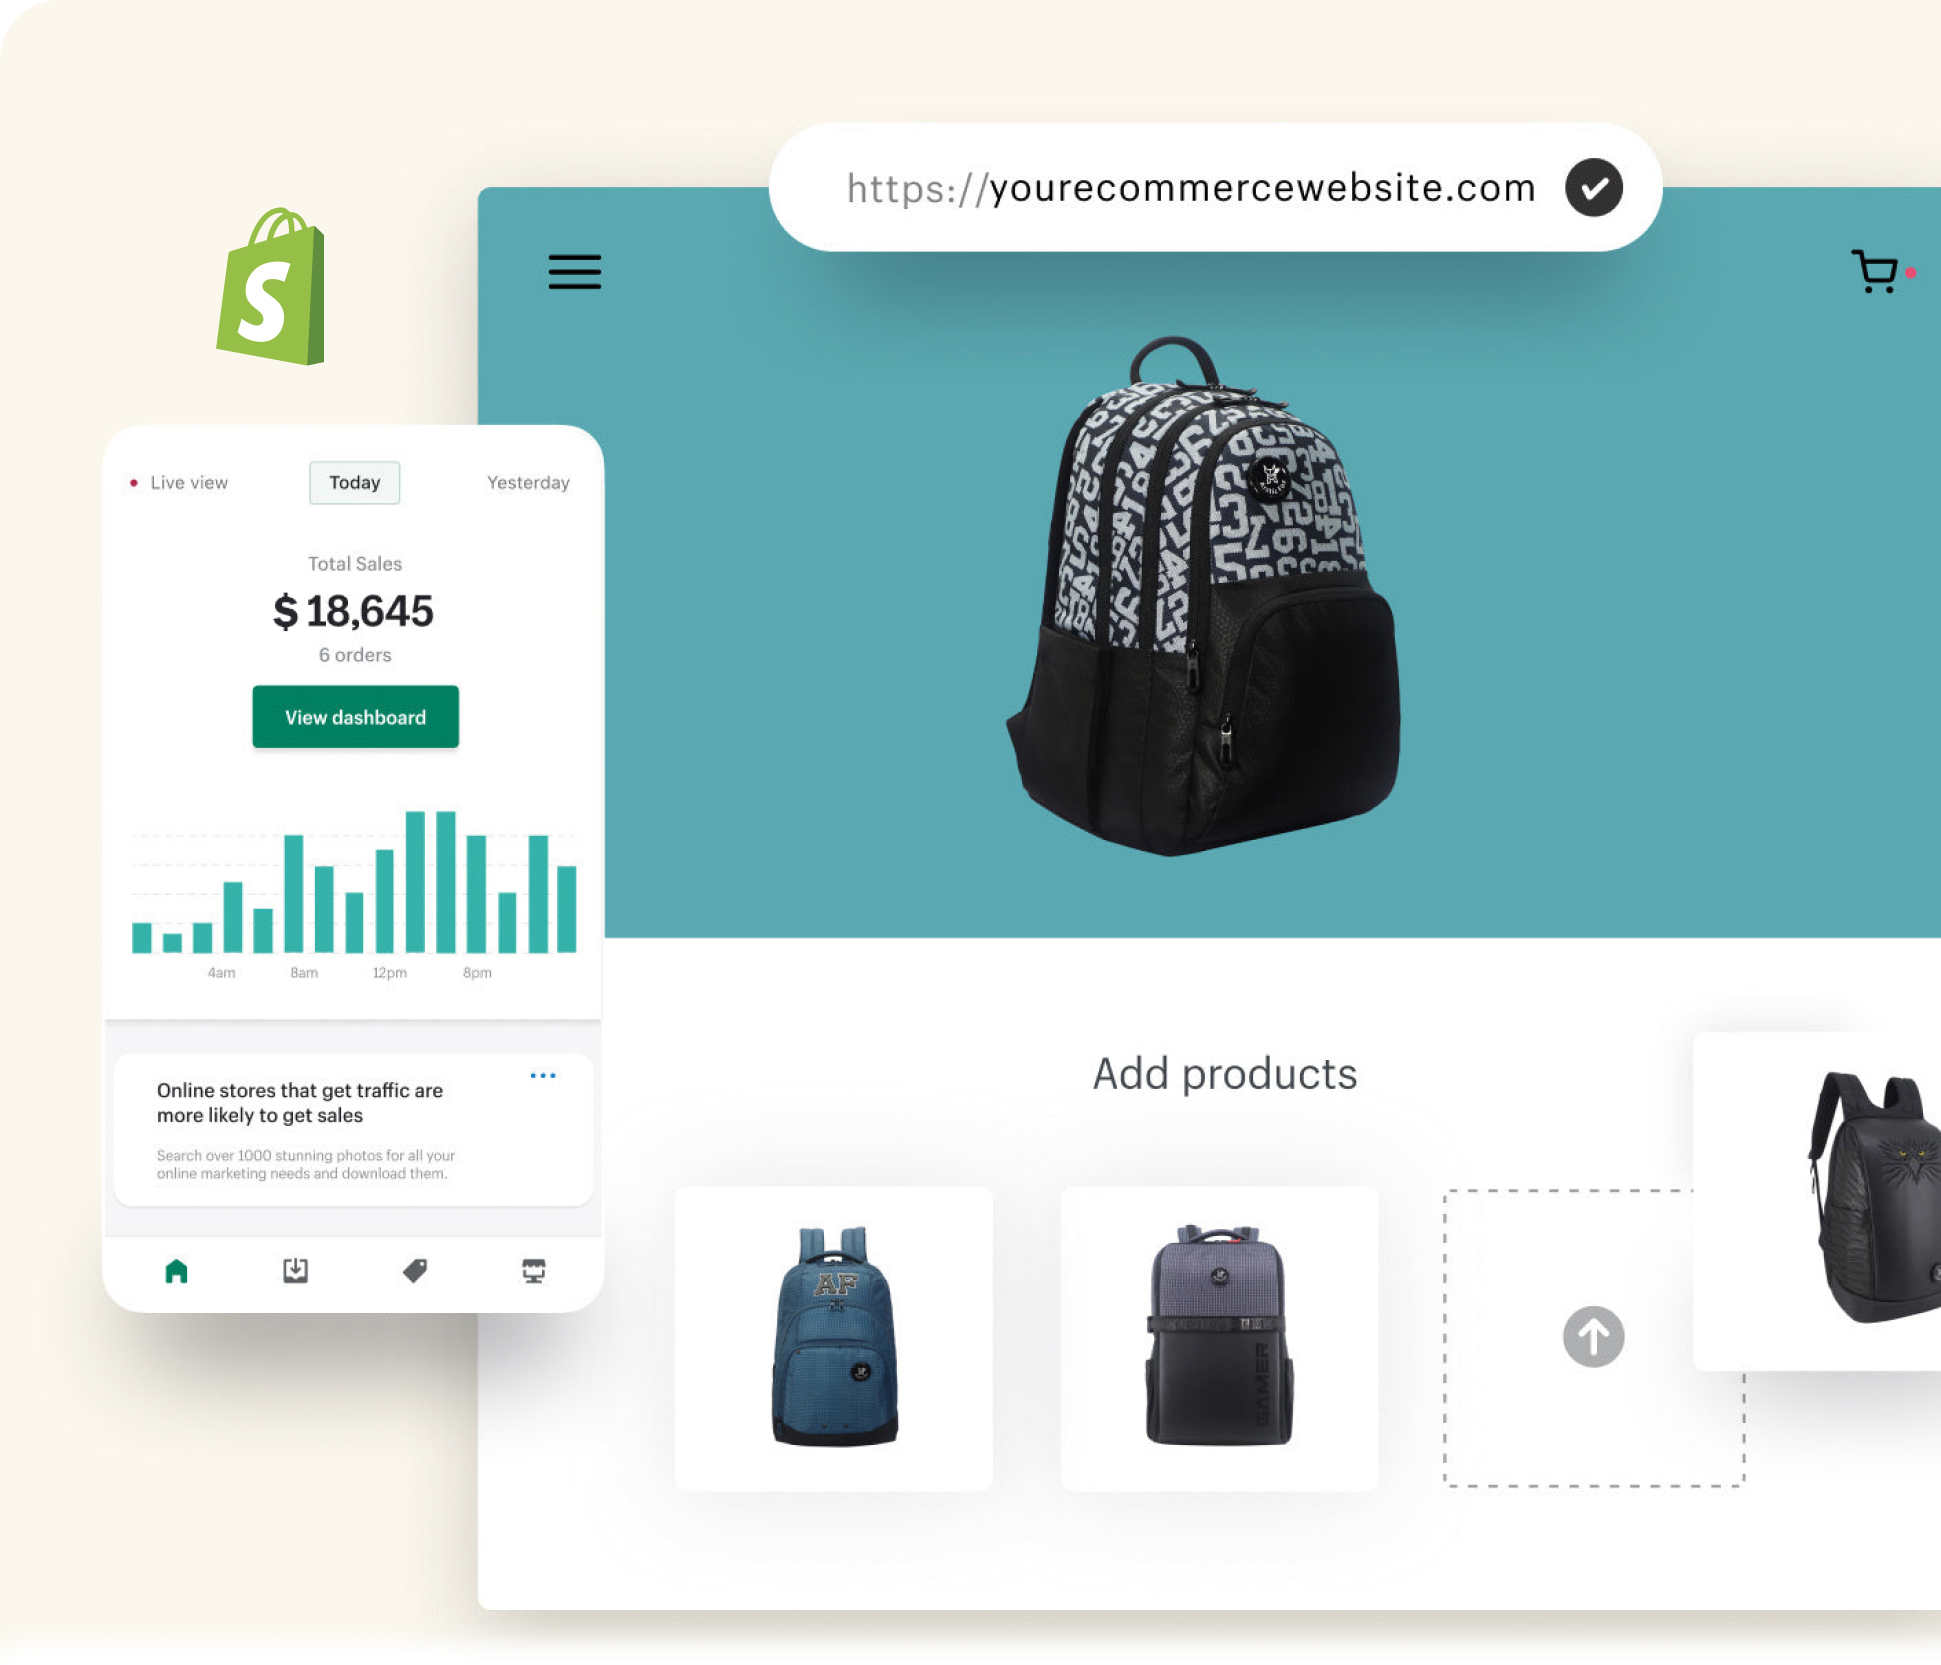 https://yourecommercewebsite.com
S
Live view
Today
Yesterday
Total Sales
$ 18,645
6 orders
View dashboard
4am
8am
12pm
8pm
Online stores that get traffic are
more likely to get sales
Search over 1000 stunning photos for all your
online marketing needs and download them.
Add products
AF
GAMER